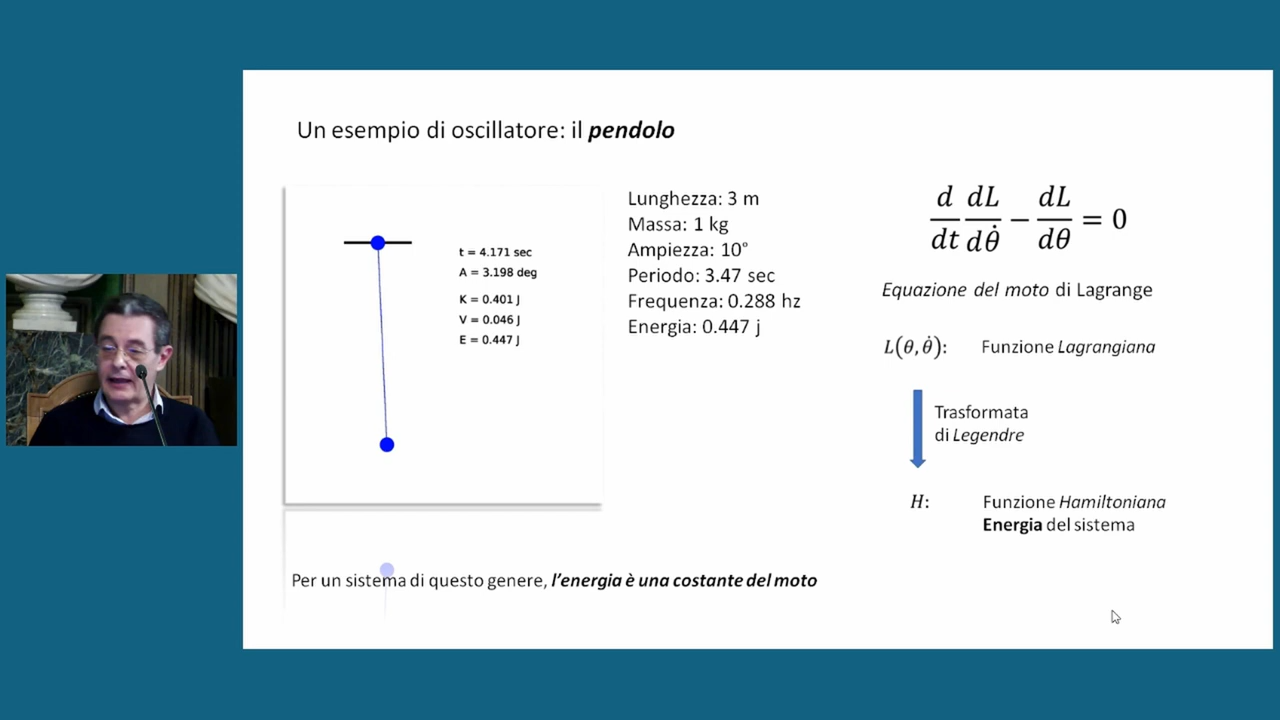 Un esempio di oscillatore: il pendolo
t = 4.171 sec
A = 3.198 deg
K = 0.401 J
V = 0.046 J
E = 0.447 J
Lunghezza: 3 m
Massa: 1 kg
Ampiezza: 10°
Periodo: 3.47 sec
Frequenza: 0.288 hz
Energia: 0.447 j
d/dt dL/dθ̇ − dL/dθ = 0
Equazione del moto di Lagrange
L(θ, θ̇): Funzione Lagrangiana
Trasformata
di Legendre
H: Funzione Hamiltoniana
Energia del sistema
Per un sistema di questo genere, l'energia è una costante del moto